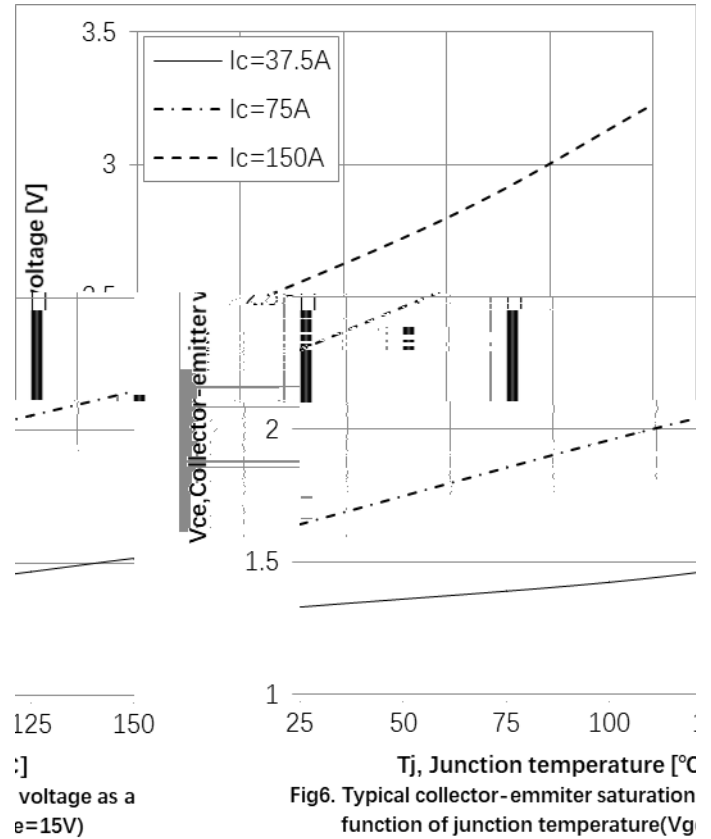 3.5
Ic=37.5A
Ic=75A
Ic=150A
3
oltage [V]
Vce,Collector-emitter v
2
1.5
1
125 150 25 50 75 100
Tj, Junction temperature [°C
voltage as a
Fig6. Typical collector-emmiter saturation
e=15V)
function of junction temperature(Vg